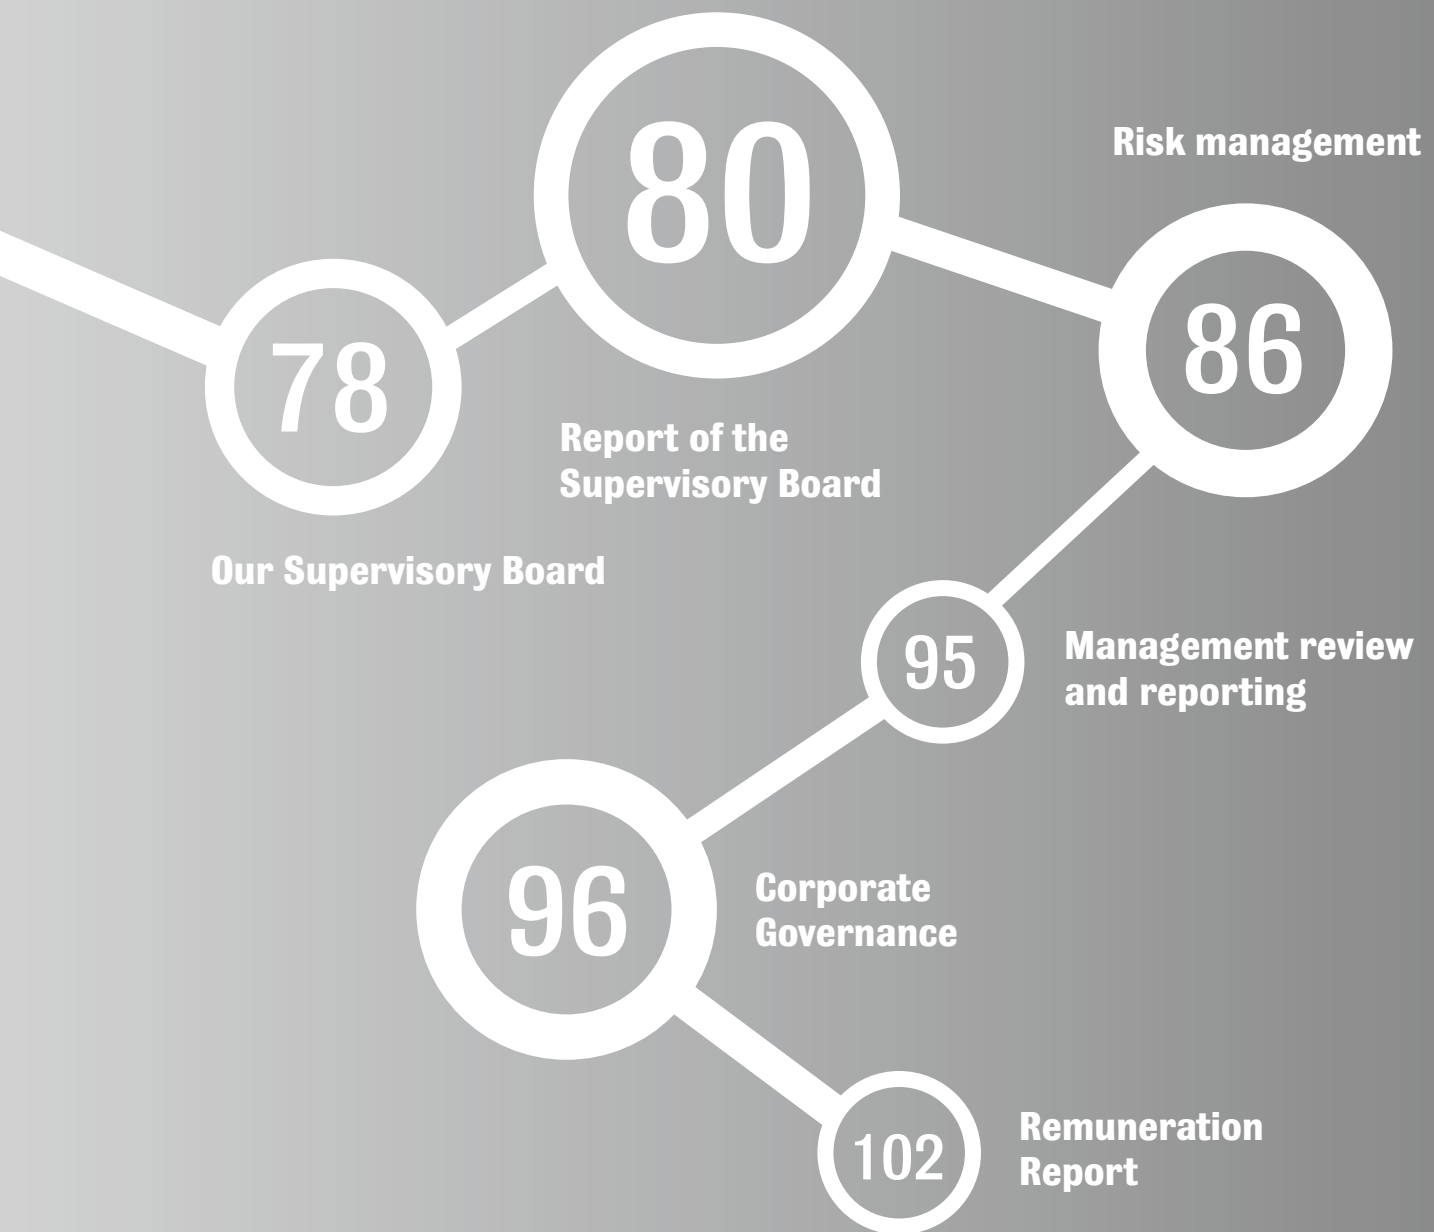 80
Risk management
86
78
Report of the
Supervisory Board
Our Supervisory Board
95
Management review
and reporting
96
Corporate
Governance
102
Remuneration
Report